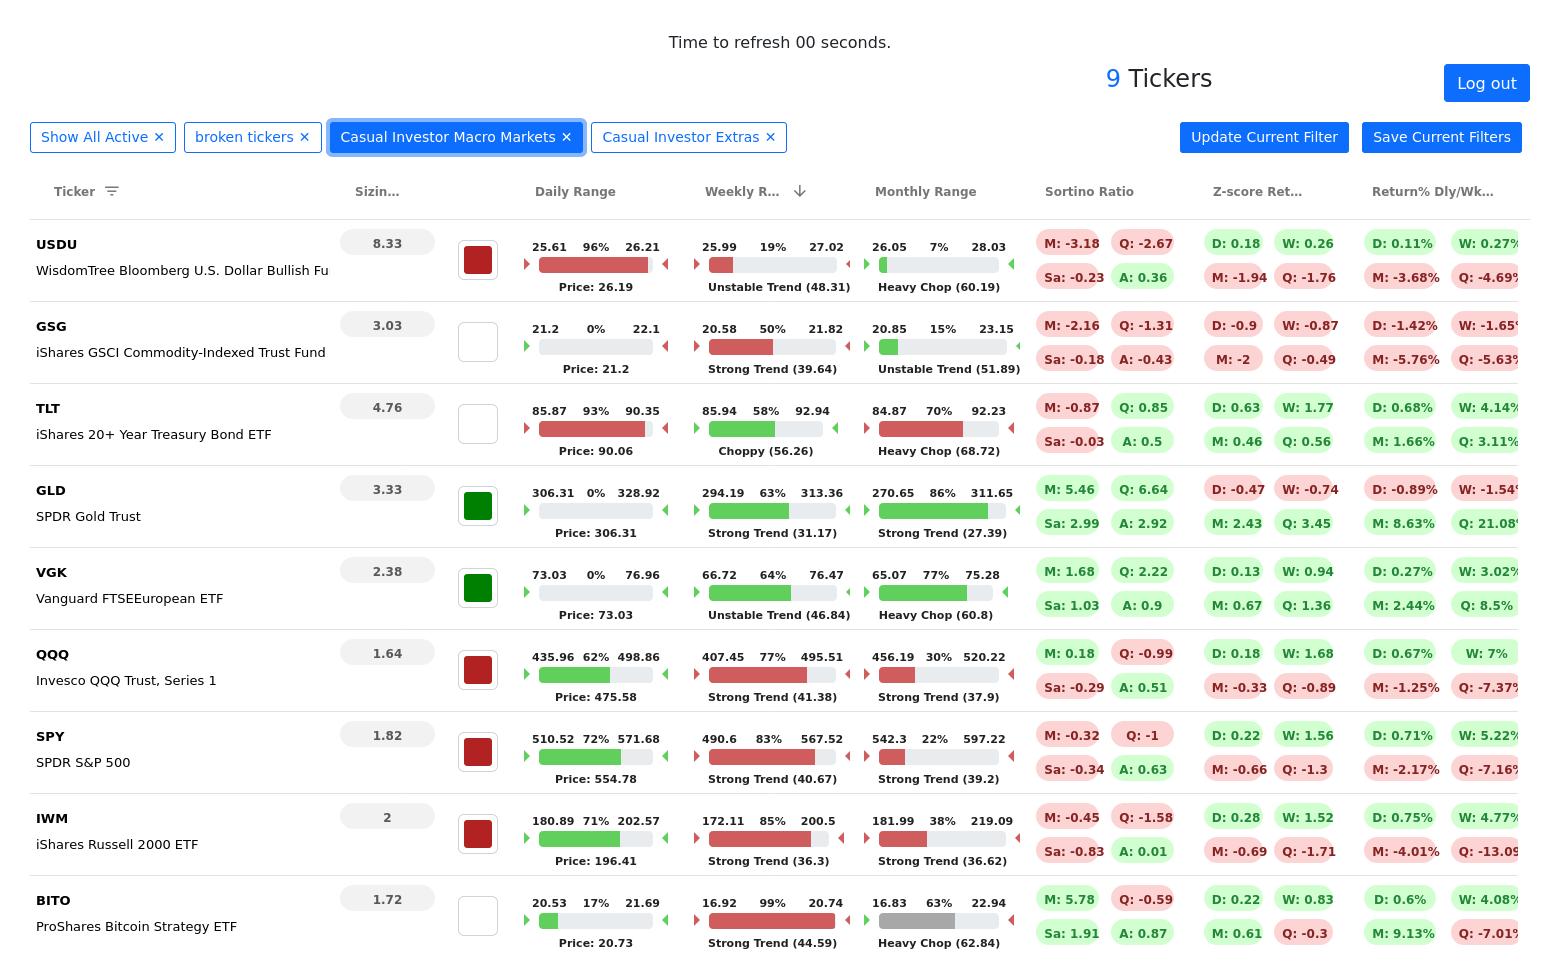 Time to refresh 00 seconds.
9 Tickers
Log out
Show All Active ✕ broken tickers ✕ Casual Investor Macro Markets ✕ Casual Investor Extras ✕ Update Current Filter Save Current Filters
Ticker Sizin… Daily Range Weekly R… Monthly Range Sortino Ratio Z-score Ret… Return% Dly/Wk…
USDU 8.33
WisdomTree Bloomberg U.S. Dollar Bullish Fu
25.61 96% 26.21 25.99 19% 27.02 26.05 7% 28.03
Price: 26.19 Unstable Trend (48.31) Heavy Chop (60.19)
M: -3.18 Q: -2.67 D: 0.18 W: 0.26 D: 0.11% W: 0.27%
Sa: -0.23 A: 0.36 M: -1.94 Q: -1.76 M: -3.68% Q: -4.69%
GSG 3.03
iShares GSCI Commodity-Indexed Trust Fund
21.2 0% 22.1 20.58 50% 21.82 20.85 15% 23.15
Price: 21.2 Strong Trend (39.64) Unstable Trend (51.89)
M: -2.16 Q: -1.31 D: -0.9 W: -0.87 D: -1.42% W: -1.65%
Sa: -0.18 A: -0.43 M: -2 Q: -0.49 M: -5.76% Q: -5.63%
TLT 4.76
iShares 20+ Year Treasury Bond ETF
85.87 93% 90.35 85.94 58% 92.94 84.87 70% 92.23
Price: 90.06 Choppy (56.26) Heavy Chop (68.72)
M: -0.87 Q: 0.85 D: 0.63 W: 1.77 D: 0.68% W: 4.14%
Sa: -0.03 A: 0.5 M: 0.46 Q: 0.56 M: 1.66% Q: 3.11%
GLD 3.33
SPDR Gold Trust
306.31 0% 328.92 294.19 63% 313.36 270.65 86% 311.65
Price: 306.31 Strong Trend (31.17) Strong Trend (27.39)
M: 5.46 Q: 6.64 D: -0.47 W: -0.74 D: -0.89% W: -1.54%
Sa: 2.99 A: 2.92 M: 2.43 Q: 3.45 M: 8.63% Q: 21.08%
VGK 2.38
Vanguard FTSEEuropean ETF
73.03 0% 76.96 66.72 64% 76.47 65.07 77% 75.28
Price: 73.03 Unstable Trend (46.84) Heavy Chop (60.8)
M: 1.68 Q: 2.22 D: 0.13 W: 0.94 D: 0.27% W: 3.02%
Sa: 1.03 A: 0.9 M: 0.67 Q: 1.36 M: 2.44% Q: 8.5%
QQQ 1.64
Invesco QQQ Trust, Series 1
435.96 62% 498.86 407.45 77% 495.51 456.19 30% 520.22
Price: 475.58 Strong Trend (41.38) Strong Trend (37.9)
M: 0.18 Q: -0.99 D: 0.18 W: 1.68 D: 0.67% W: 7%
Sa: -0.29 A: 0.51 M: -0.33 Q: -0.89 M: -1.25% Q: -7.37%
SPY 1.82
SPDR S&P 500
510.52 72% 571.68 490.6 83% 567.52 542.3 22% 597.22
Price: 554.78 Strong Trend (40.67) Strong Trend (39.2)
M: -0.32 Q: -1 D: 0.22 W: 1.56 D: 0.71% W: 5.22%
Sa: -0.34 A: 0.63 M: -0.66 Q: -1.3 M: -2.17% Q: -7.16%
IWM 2
iShares Russell 2000 ETF
180.89 71% 202.57 172.11 85% 200.5 181.99 38% 219.09
Price: 196.41 Strong Trend (36.3) Strong Trend (36.62)
M: -0.45 Q: -1.58 D: 0.28 W: 1.52 D: 0.75% W: 4.77%
Sa: -0.83 A: 0.01 M: -0.69 Q: -1.71 M: -4.01% Q: -13.09
BITO 1.72
ProShares Bitcoin Strategy ETF
20.53 17% 21.69 16.92 99% 20.74 16.83 63% 22.94
Price: 20.73 Strong Trend (44.59) Heavy Chop (62.84)
M: 5.78 Q: -0.59 D: 0.22 W: 0.83 D: 0.6% W: 4.08%
Sa: 1.91 A: 0.87 M: 0.61 Q: -0.3 M: 9.13% Q: -7.01%